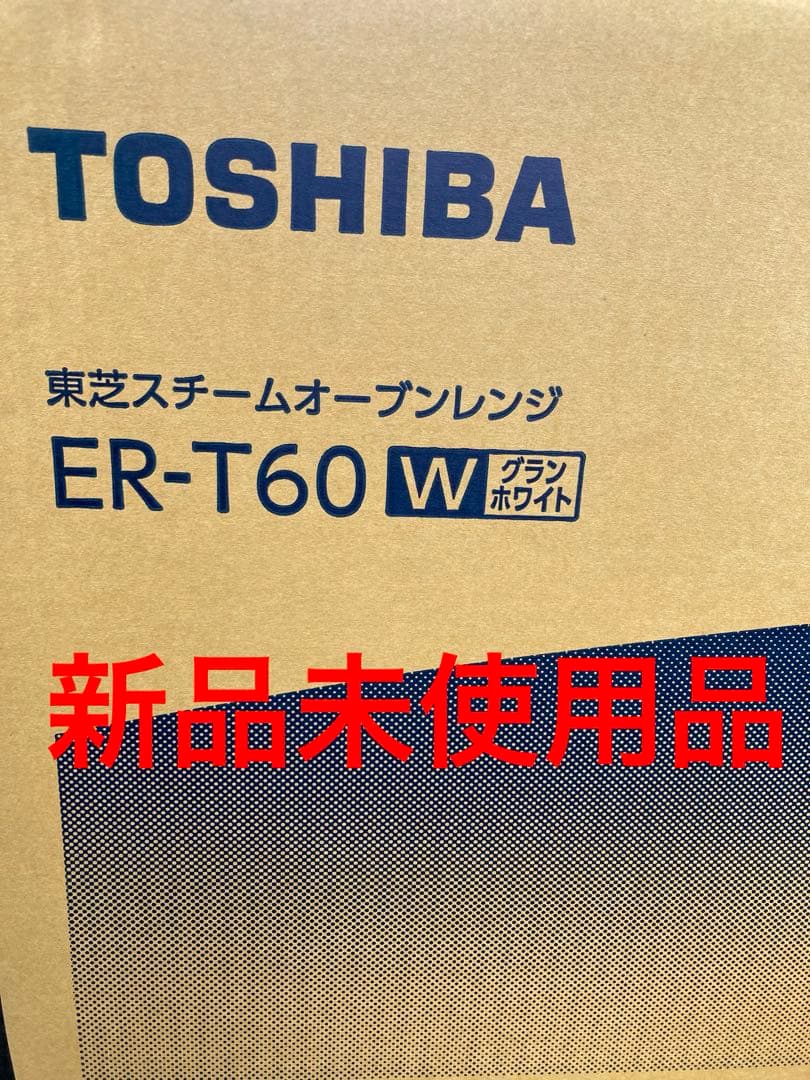 TOSHIBA
東芝スチームオーブンレンジ
ER-T60 W グラン
ホワイト
新品未使用品